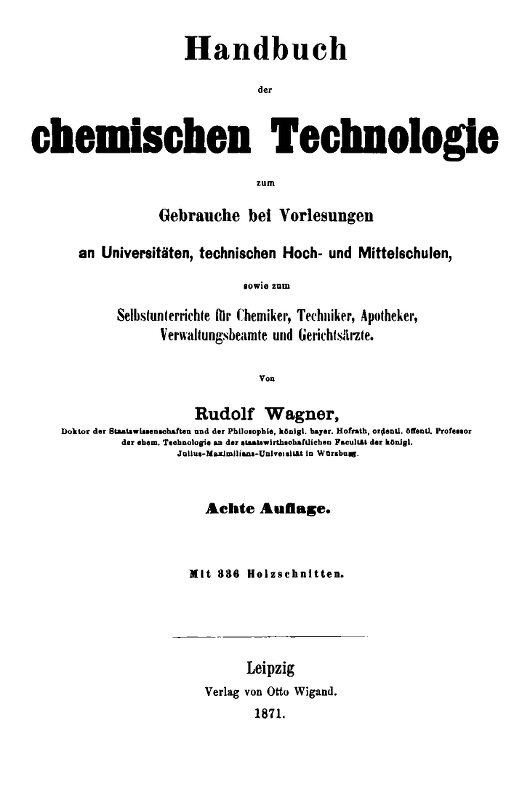 Handbuch
der
chemischen Technologie
zum
Gebrauche bei Vorlesungen
an Universitäten, technischen Hoch- und Mittelschulen,
sowie zum
Selbstunterrichte für Chemiker, Techniker, Apotheker,
Verwaltungsbeamte und Gerichtsärzte.
Von
Rudolf Wagner,
Doktor der Staatswissenschaften und der Philosophie, königl. bayer. Hofrath, ordentl. öffentl. Professor
der chem. Technologie an der staatswirthschaftlichen Facultät der königl.
Julius-Maximilians-Universität in Würzburg.
Achte Auflage.
Mit 336 Holzschnitten.
Leipzig
Verlag von Otto Wigand.
1871.